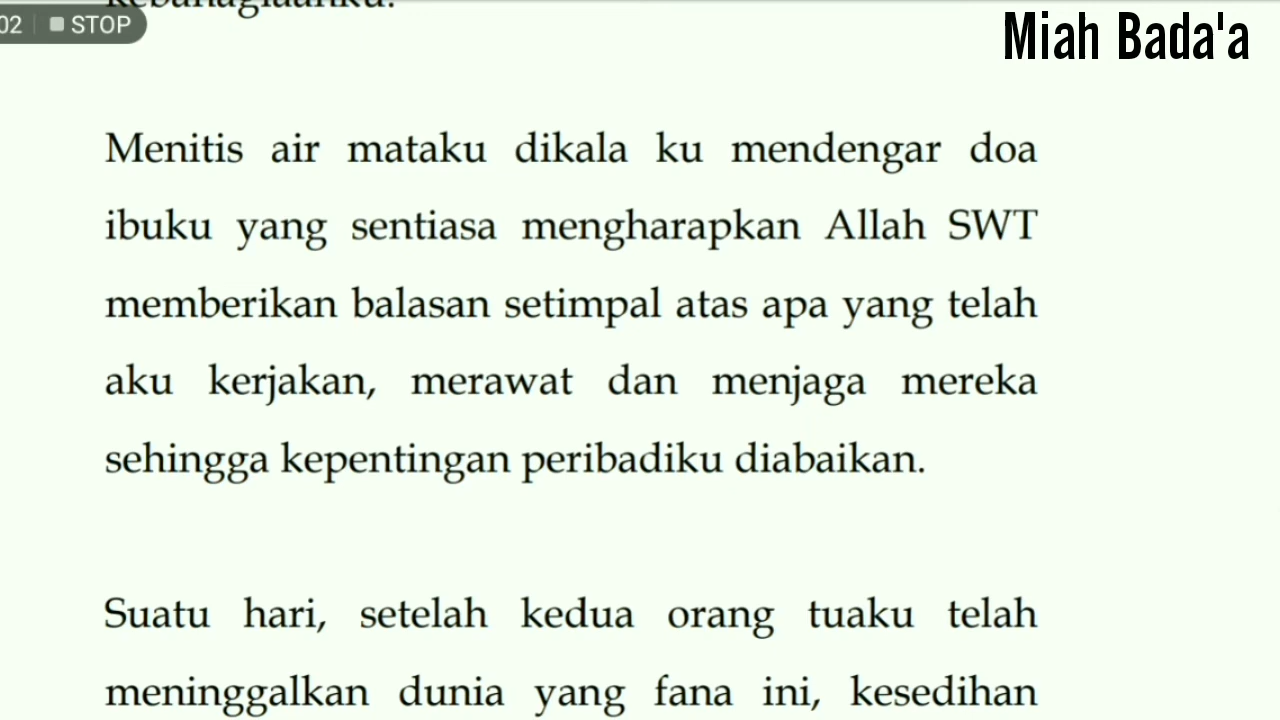 kebahagiaanku.
02 STOP
Miah Bada'a
Menitis air mataku dikala ku mendengar doa
ibuku yang sentiasa mengharapkan Allah SWT
memberikan balasan setimpal atas apa yang telah
aku kerjakan, merawat dan menjaga mereka
sehingga kepentingan peribadiku diabaikan.
Suatu hari, setelah kedua orang tuaku telah
meninggalkan dunia yang fana ini, kesedihan